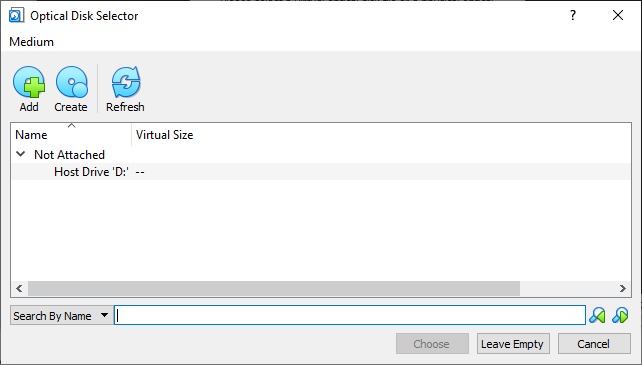 Optical Disk Selector
?
Medium
Add Create Refresh
Name Virtual Size
Not Attached
Host Drive 'D:' --
Search By Name
Choose Leave Empty Cancel